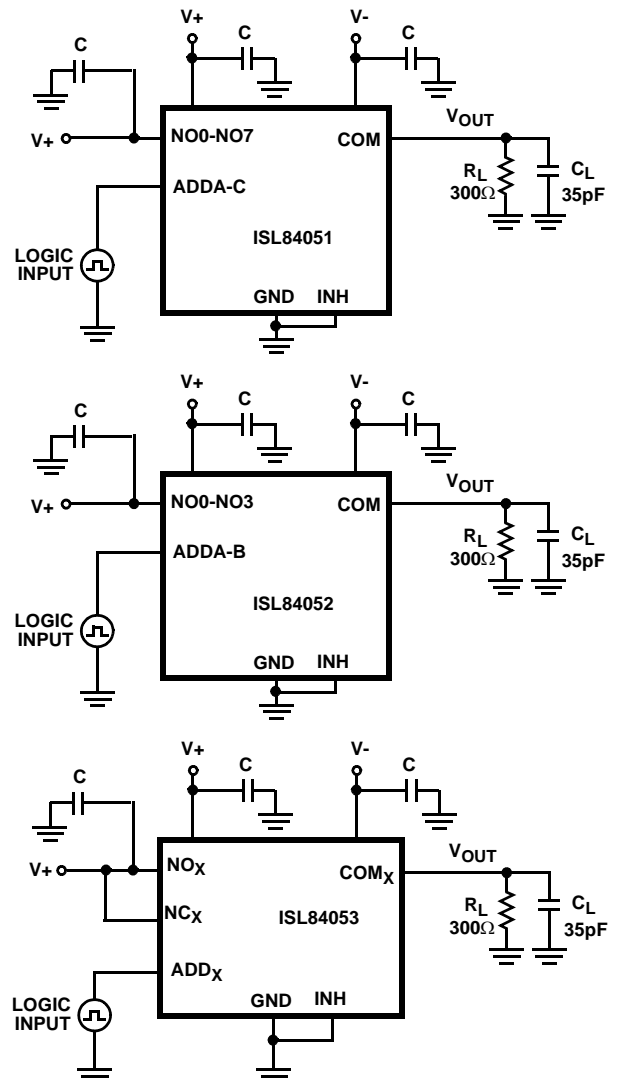 V+
V-
C
C
C
V+
NO0-NO7
COM
VOUT
ADDA-C
RL
300Ω
CL
35pF
LOGIC
INPUT
ISL84051
GND
INH
V+
V-
C
C
C
V+
NO0-NO3
COM
VOUT
ADDA-B
RL
300Ω
CL
35pF
LOGIC
INPUT
ISL84052
GND
INH
V+
V-
C
C
C
V+
NOX
COMX
VOUT
NCX
ISL84053
RL
300Ω
CL
35pF
ADDX
LOGIC
INPUT
GND
INH